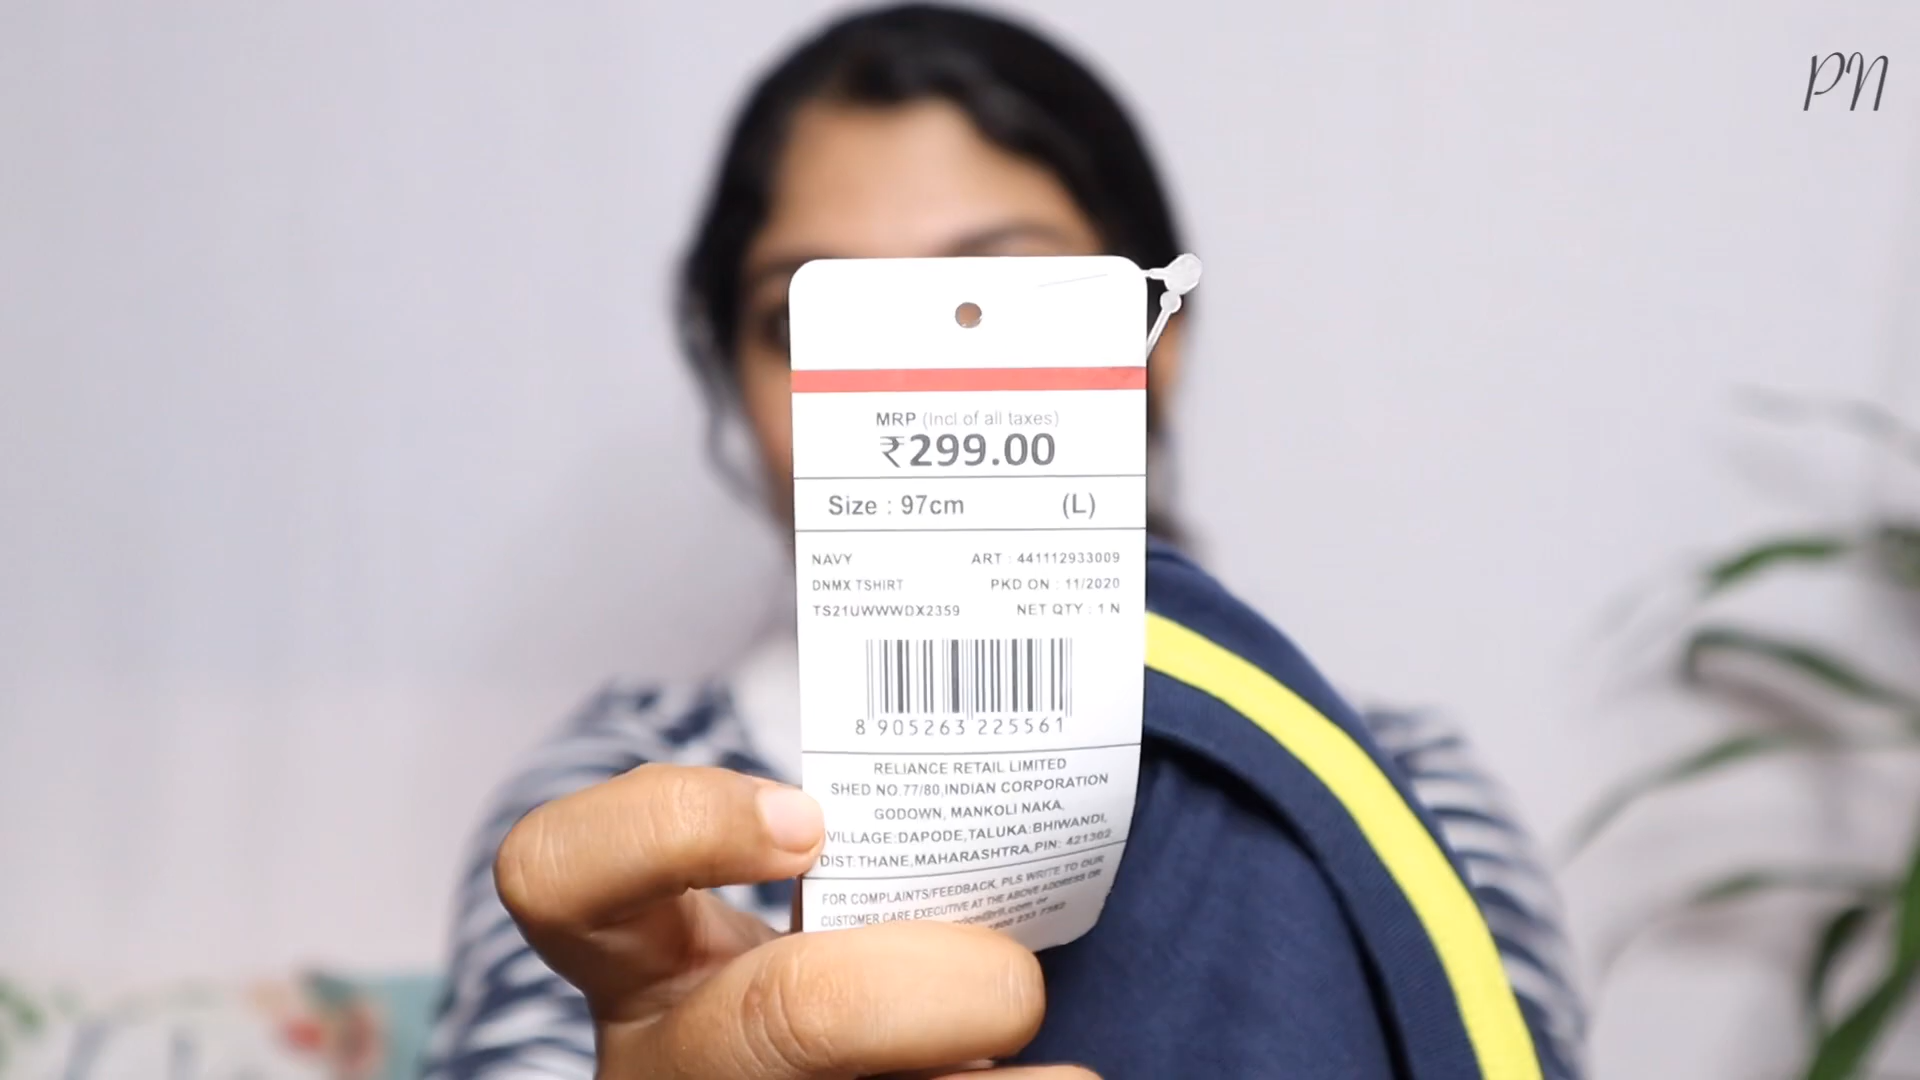 PN
MRP (Incl of all taxes)
₹299.00
Size : 97cm (L)
NAVY ART : 441112933009
DNMX TSHIRT PKD ON : 11/2020
TS21UWWWDX2359 NET QTY : 1 N
8 905263 225561
RELIANCE RETAIL LIMITED
SHED NO.77/80,INDIAN CORPORATION
GODOWN, MANKOLI NAKA,
VILLAGE:DAPODE,TALUKA:BHIWANDI,
DIST:THANE,MAHARASHTRA,PIN: 421302
FOR COMPLAINTS/FEEDBACK, PLS WRITE TO OUR
CUSTOMER CARE EXECUTIVE AT THE ABOVE ADDRESS OR